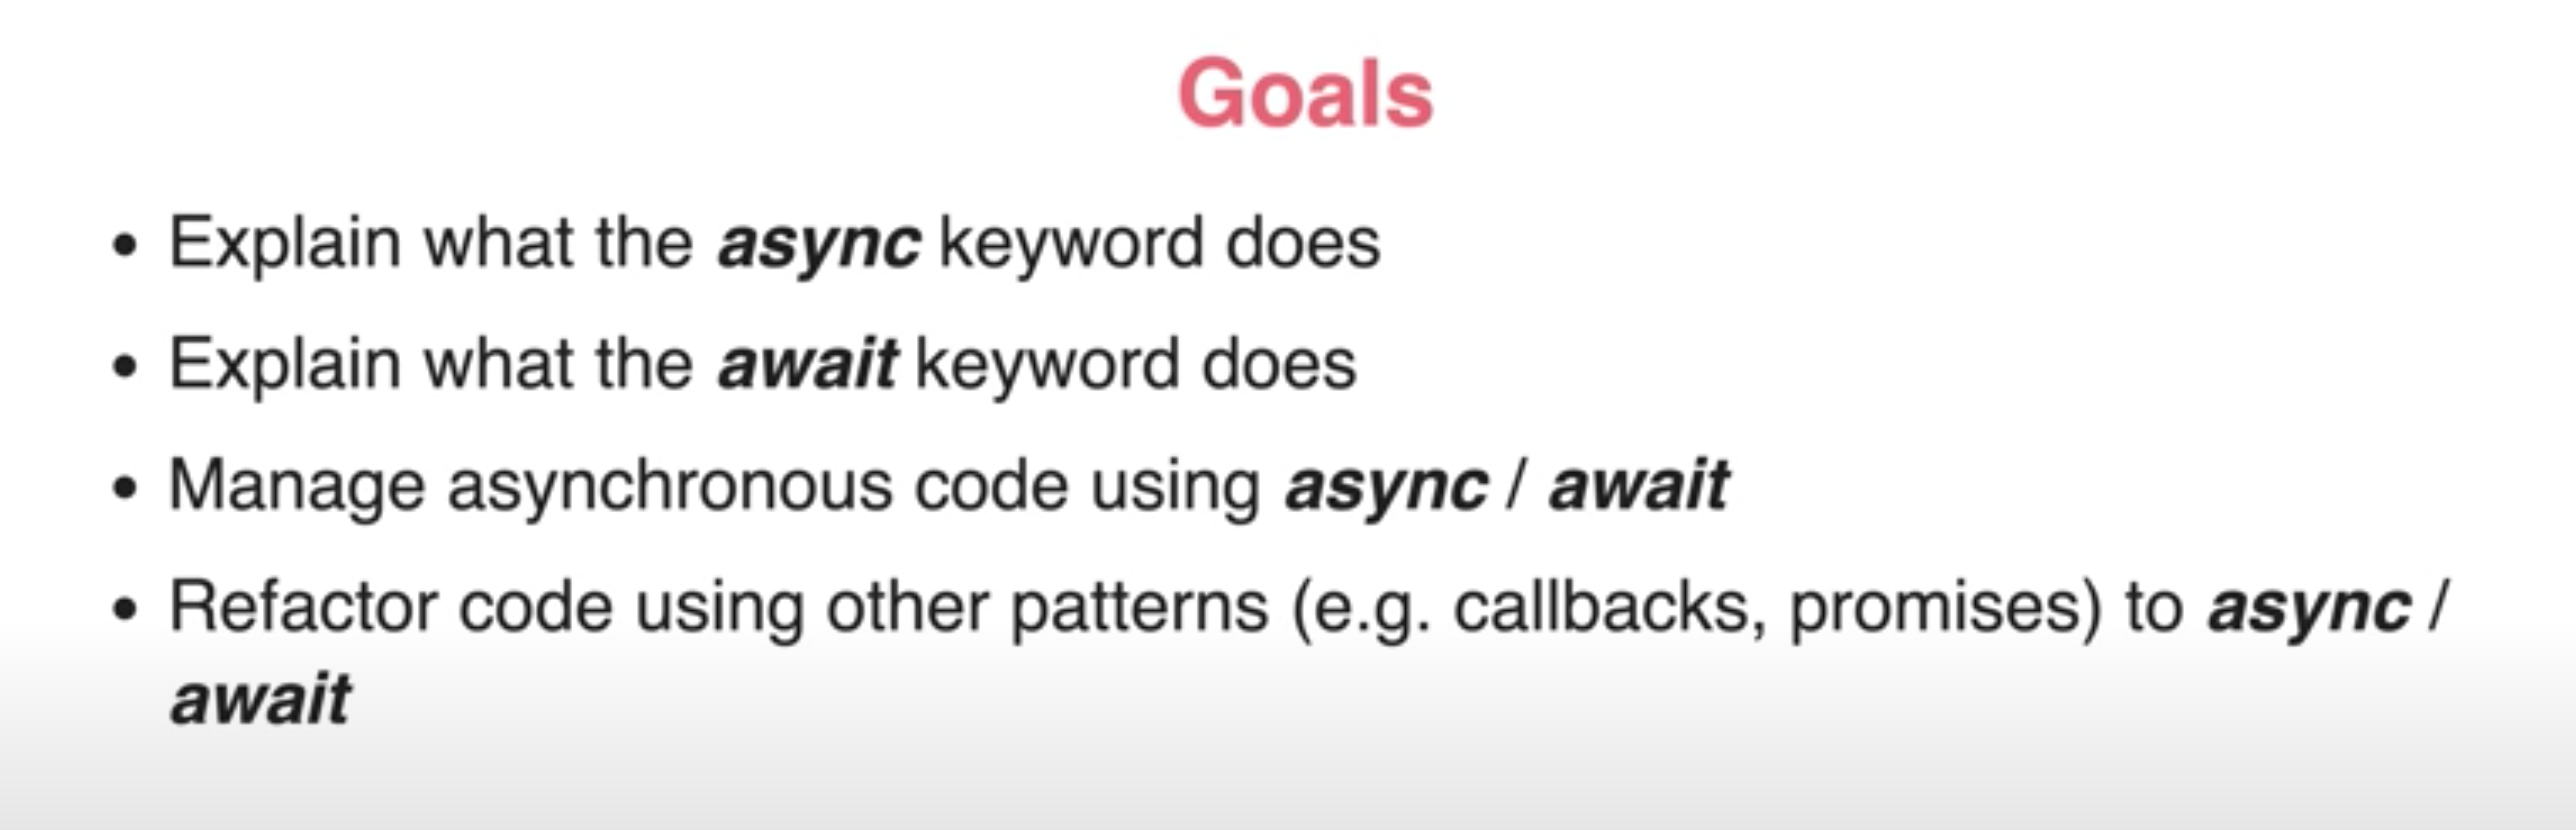 Goals
• Explain what the async keyword does
• Explain what the await keyword does
• Manage asynchronous code using async / await
• Refactor code using other patterns (e.g. callbacks, promises) to async /
await